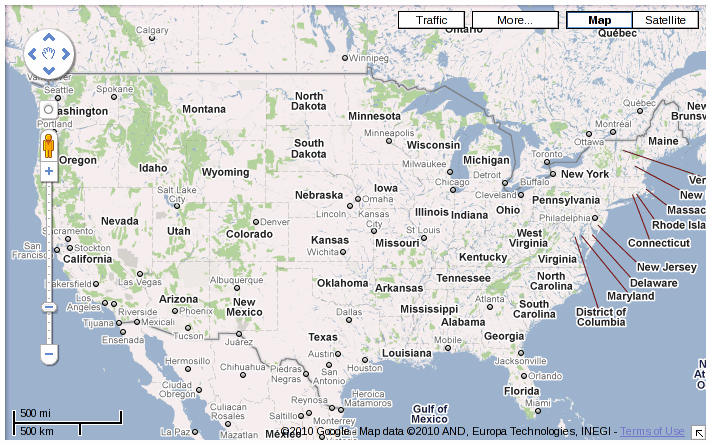 Traffic
More...
Map
Satellite
Ontario
Calgary
Québec
Winnipeg
Vancouver
Seattle
Spokane
Washington
Montana
North
Dakota
Minnesota
Québec
New
Brunsw
Portland
Minneapolis
Montréal
Ottawa
Maine
Oregon
Idaho
Wyoming
South
Dakota
Wisconsin
Milwaukee
Michigan
Toronto
Detroit
Buffalo
New York
Ver
Salt Lake
City
Nebraska
Iowa
Omaha
Chicago
Cleveland
New
Lincoln
Kansas
City
Pennsylvania
Massac
Nevada
Utah
Denver
Colorado
Illinois
Indiana
Ohio
Philadelphia
Rhode Isla
Sacramento
Stockton
San
Francisco
California
Kansas
Wichita
Missouri
St Louis
West
Virginia
Connecticut
Kentucky
Virginia
New Jersey
Bakersfield
Las Vegas
Albuquerque
Oklahoma
Arkansas
Tennessee
North
Carolina
Delaware
Maryland
Los
Angeles
Arizona
Riverside
Phoenix
New
Mexico
Dallas
Mississippi
Atlanta
South
Carolina
District of
Columbia
Tijuana
Mexicali
Tucson
Alabama
Ensenada
Juárez
Texas
Georgia
Austin
Louisiana
Mobile
Jacksonville
Hermosillo
Chihuahua
Piedras
Negras
San
Antonio
Houston
Orlando
Ciudad
Obregon
Florida
N
At
O
Culiacan
Rosales
Reynosa
Heroica
Matamoros
Gulf of
Mexico
Miami
Saltillo
Monterrey
500 mi
500 km
La Paz
Mazatlan
México
©2010 Google - Map data ©2010 AND, Europa Technologies, INEGI - Terms of Use